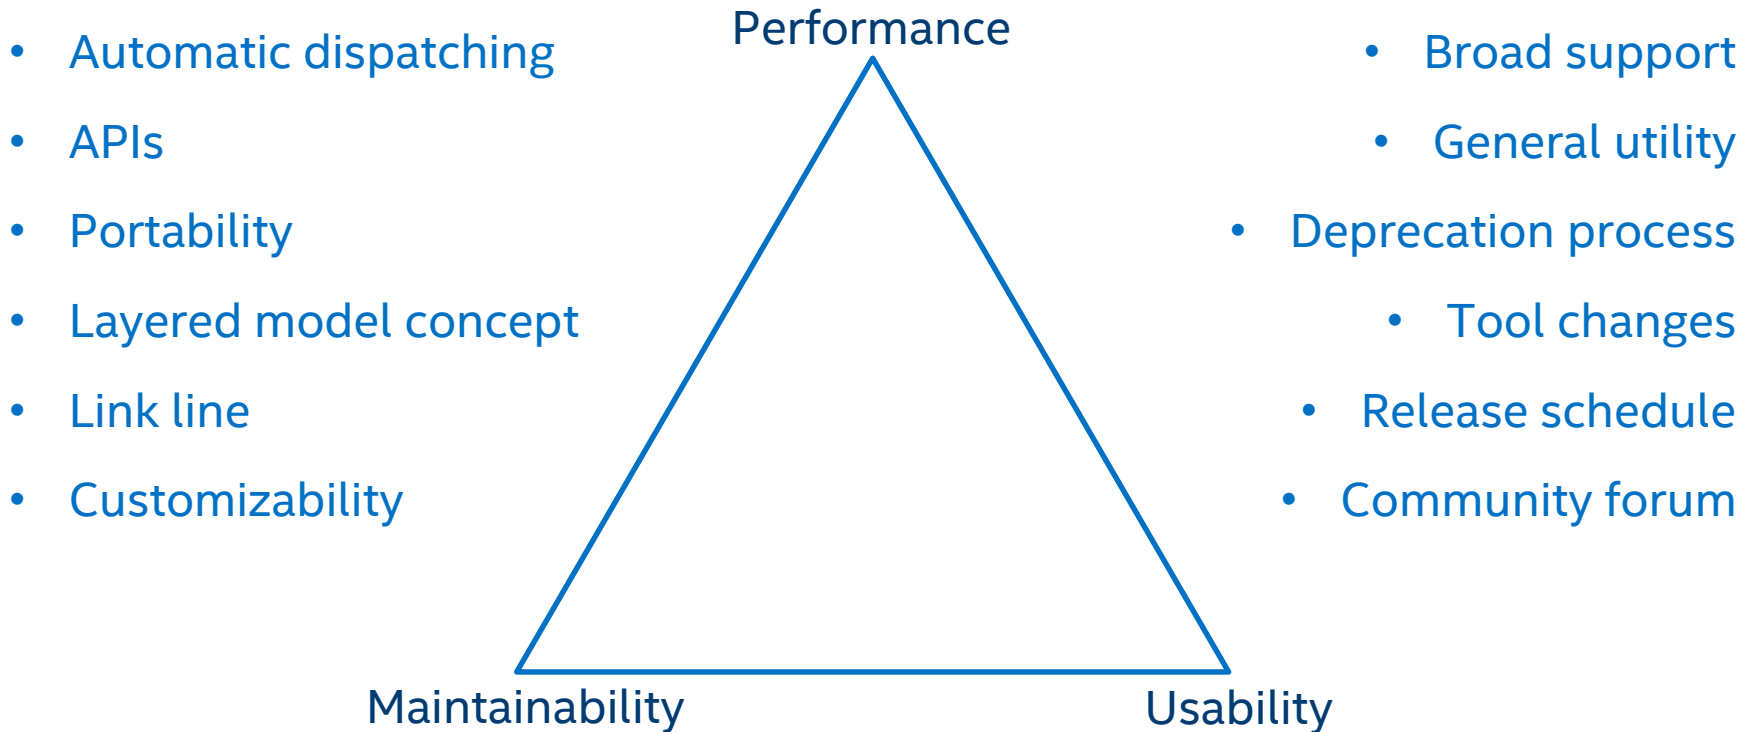 Performance
• Automatic dispatching
• APIs
• Portability
• Layered model concept
• Link line
• Customizability
• Broad support
• General utility
• Deprecation process
• Tool changes
• Release schedule
• Community forum
Maintainability
Usability